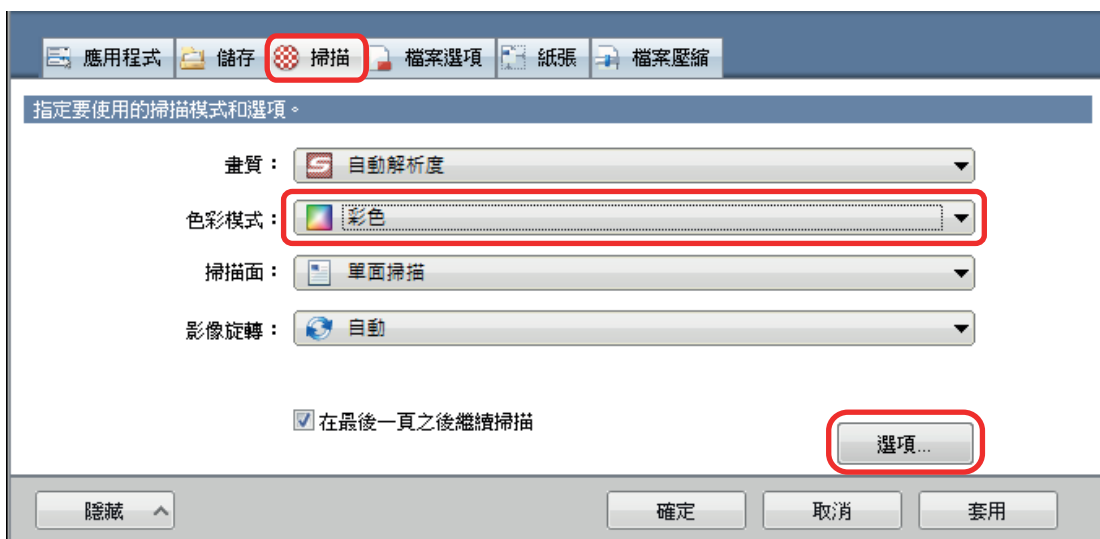 應用程式 儲存 掃描 檔案選項 紙張 檔案壓縮
指定要使用的掃描模式和選項。
畫質： 自動解析度
色彩模式： 彩色
掃描面： 單面掃描
影像旋轉： 自動
在最後一頁之後繼續掃描
選項...
隱藏 確定 取消 套用